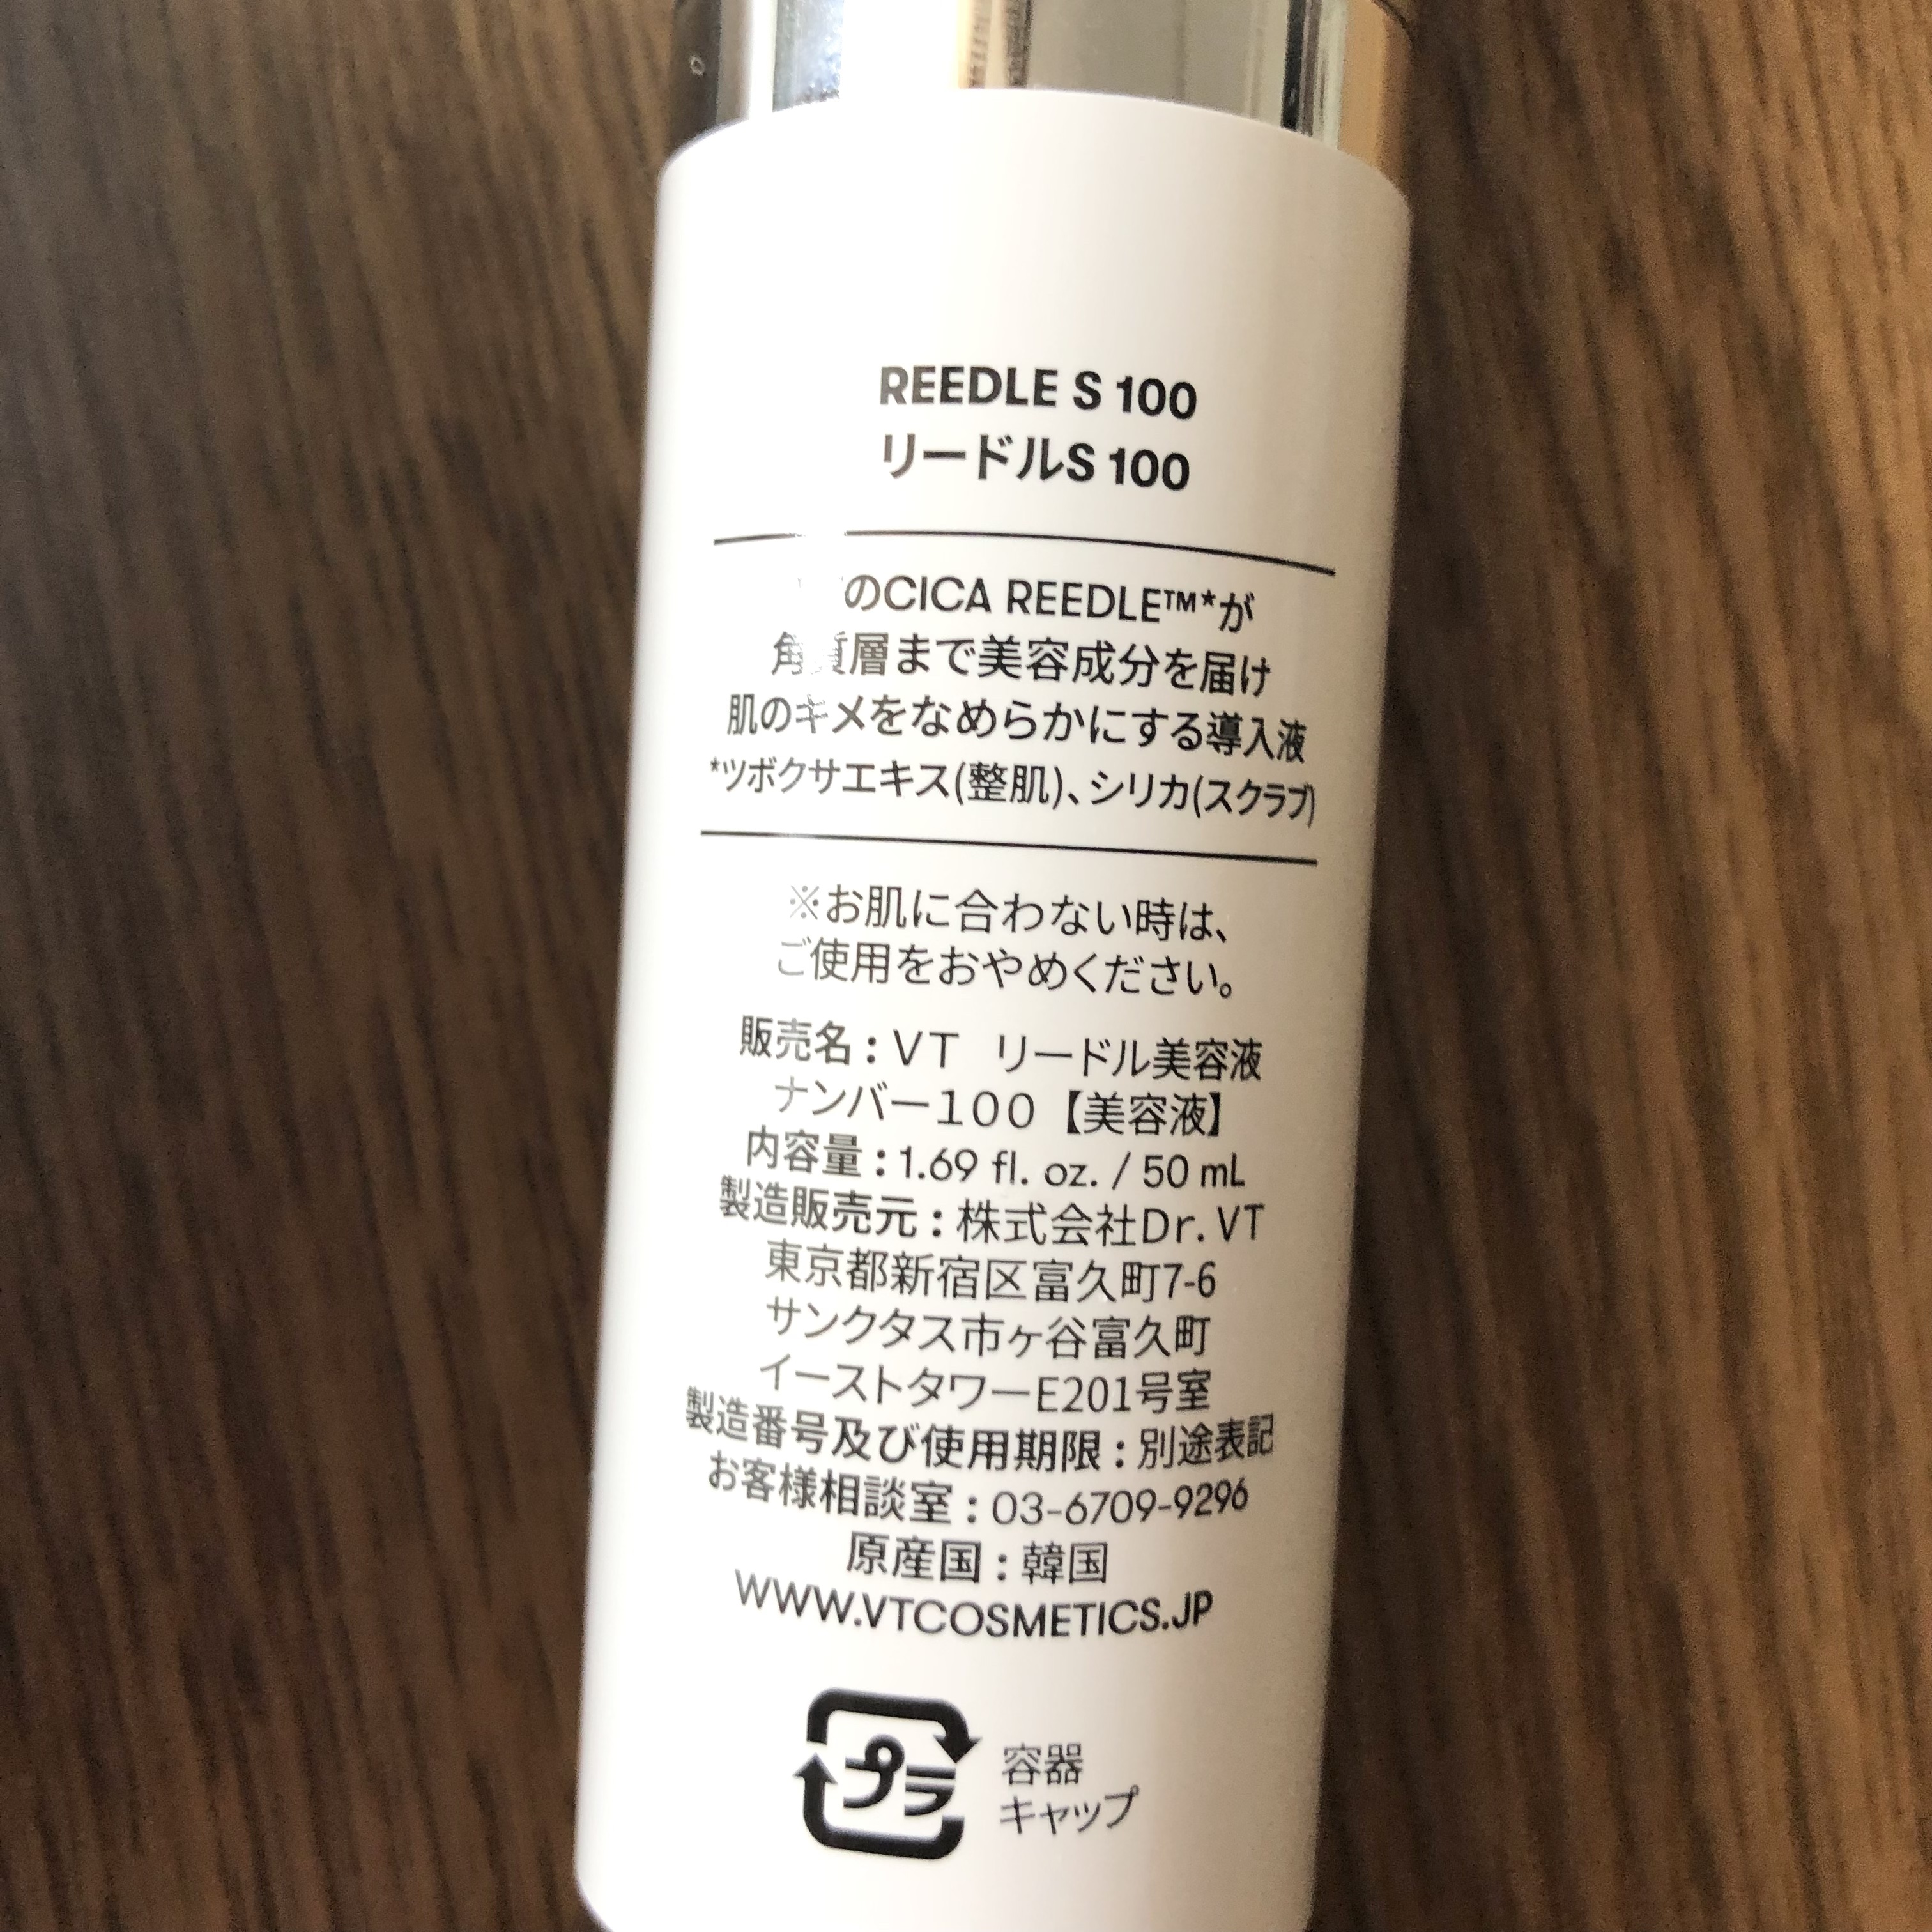 REEDLE S 100
リードルS 100
のCICA REEDLE™*が
角質層まで美容成分を届け
肌のキメをなめらかにする導入液
*ツボクサエキス(整肌)、シリカ(スクラブ)
※お肌に合わない時は、
ご使用をおやめください。
販売名：ＶＴ　リードル美容液
ナンバー１００【美容液】
内容量：1.69 fl. oz. / 50 mL
製造販売元：株式会社Dr. VT
東京都新宿区富久町7-6
サンクタス市ヶ谷富久町
イーストタワーE201号室
製造番号及び使用期限：別途表記
お客様相談室：03-6709-9296
原産国：韓国
WWW.VTCOSMETICS.JP
プラ
容器
キャップ